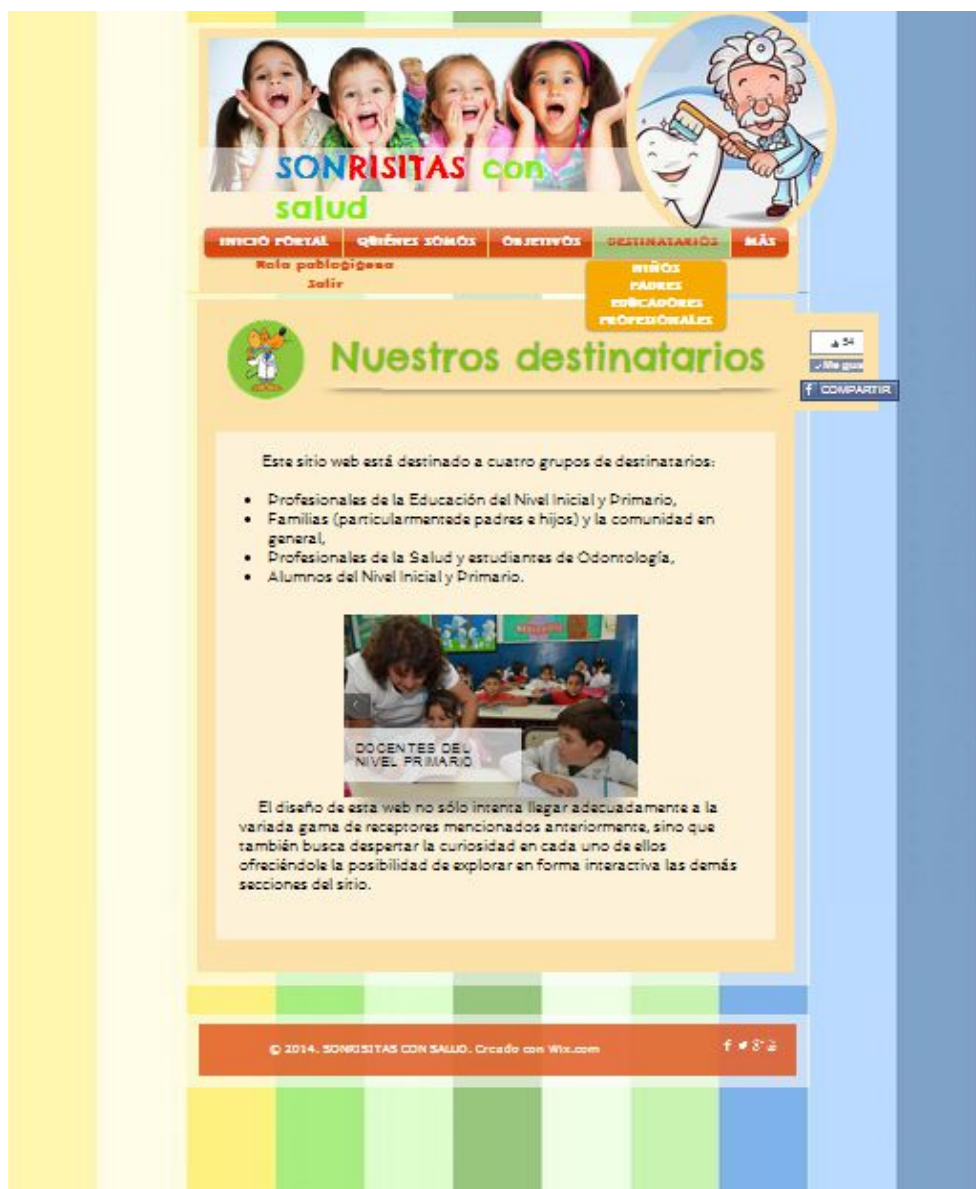 SONRISITAS con
salud
INICIO PORTAL QUIÉNES SOMOS OBJETIVOS DESTINATARIOS MÁS
Hola pablogigena
Salir
NIÑOS
PADRES
EDUCADORES
PROFESIONALES
Nuestros destinatarios
54
Me gus
f COMPARTIR
Este sitio web está destinado a cuatro grupos de destinatarios:
• Profesionales de la Educación del Nivel Inicial y Primario,
• Familias (particularmentede padres e hijos) y la comunidad en
general,
• Profesionales de la Salud y estudiantes de Odontología,
• Alumnos del Nivel Inicial y Primario.
DOCENTES DEL
NIVEL PRIMARIO
El diseño de esta web no sólo intenta llegar adecuadamente a la
variada gama de receptores mencionados anteriormente, sino que
también busca despertar la curiosidad en cada uno de ellos
ofreciéndole la posibilidad de explorar en forma interactiva las demás
secciones del sitio.
© 2014. SONRISITAS CON SALUD. Creado con Wix.com